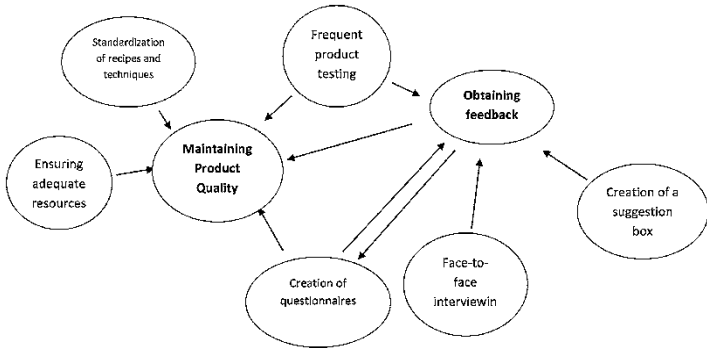 Standardization
of recipes and
techniques
Frequent
product
testing
Obtaining
feedback
Maintaining
Product
Quality
Ensuring
adequate
resources
Creation of a
suggestion
box
Creation of
questionnaires
Face-to-
face
interviewin